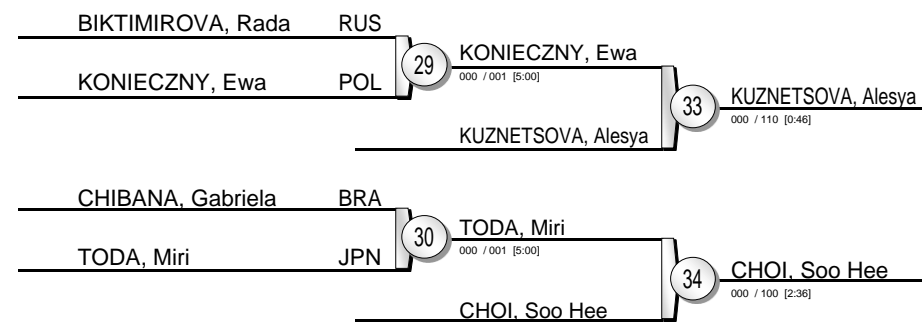 BIKTIMIROVA, Rada RUS
29 KONIECZNY, Ewa
000 / 001 [5:00]
KONIECZNY, Ewa POL
33 KUZNETSOVA, Alesya
000 / 110 [0:46]
KUZNETSOVA, Alesya
CHIBANA, Gabriela BRA
30 TODA, Miri
000 / 001 [5:00]
TODA, Miri JPN
34 CHOI, Soo Hee
000 / 100 [2:36]
CHOI, Soo Hee